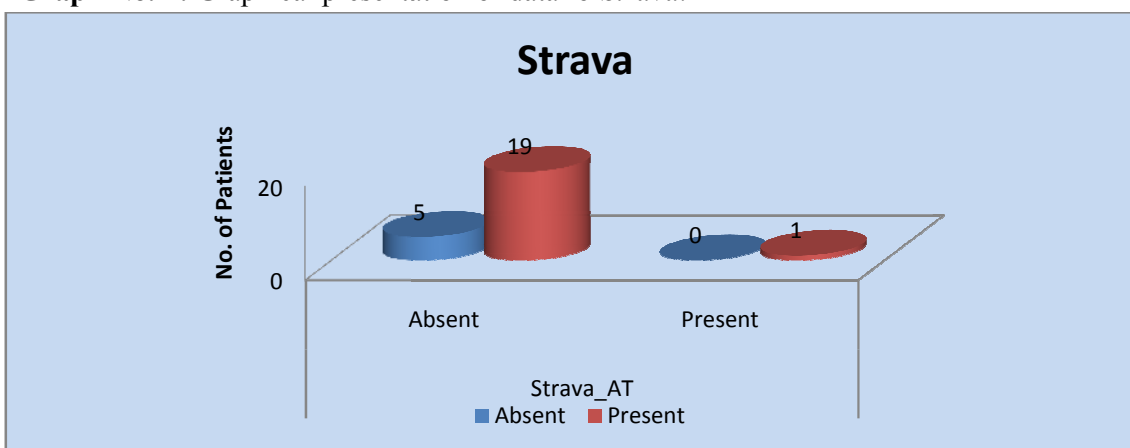 Strava
No. of Patients
20
0
5
19
0
1
Absent
Present
Strava_AT
Absent
Present